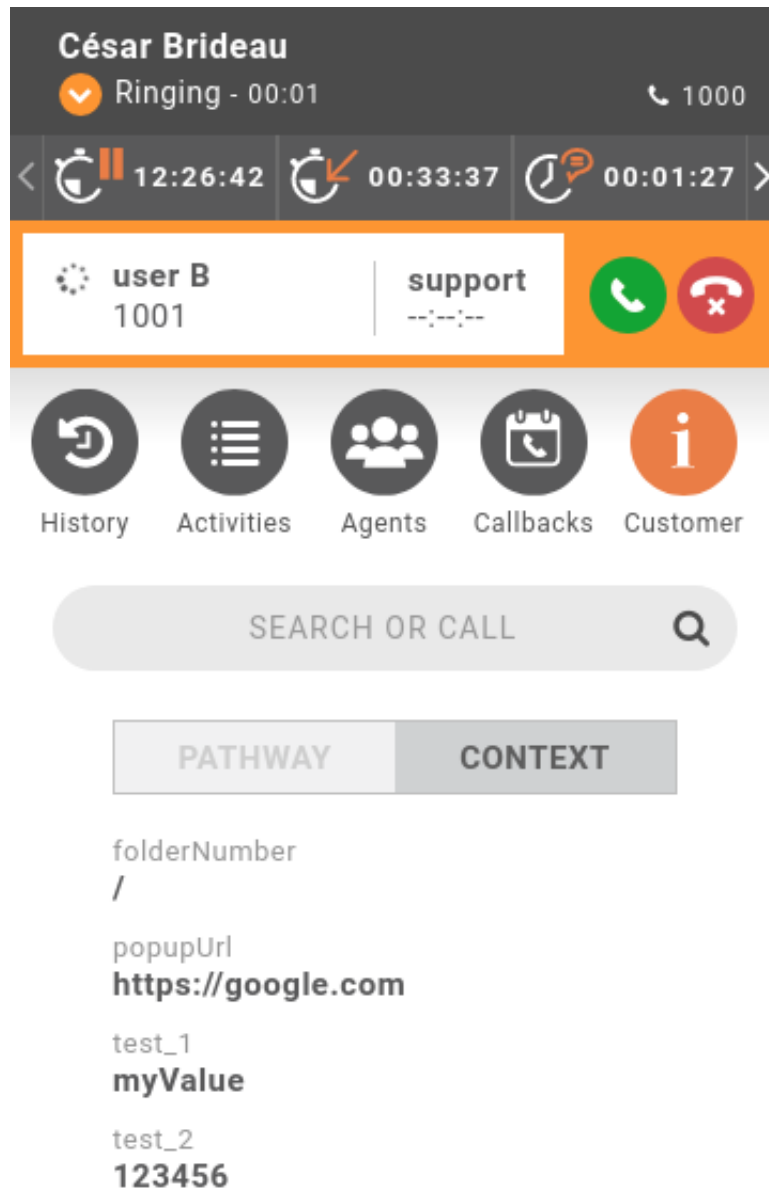 César Brideau
Ringing - 00:01
1000
12:26:42
00:33:37
00:01:27
user B
1001
support
--:--:--
History
Activities
Agents
Callbacks
Customer
SEARCH OR CALL
PATHWAY
CONTEXT
folderNumber
/
popupUrl
https://google.com
test_1
myValue
test_2
123456